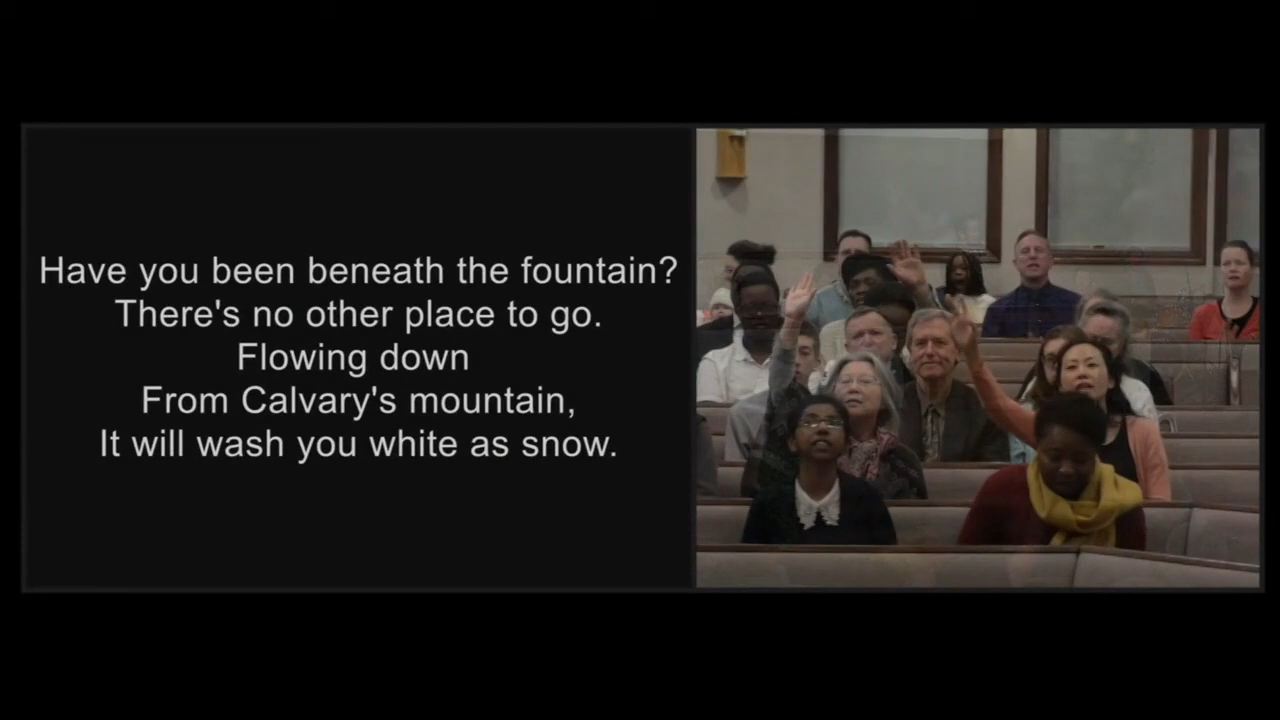 Have you been beneath the fountain?
There's no other place to go.
Flowing down
From Calvary's mountain,
It will wash you white as snow.